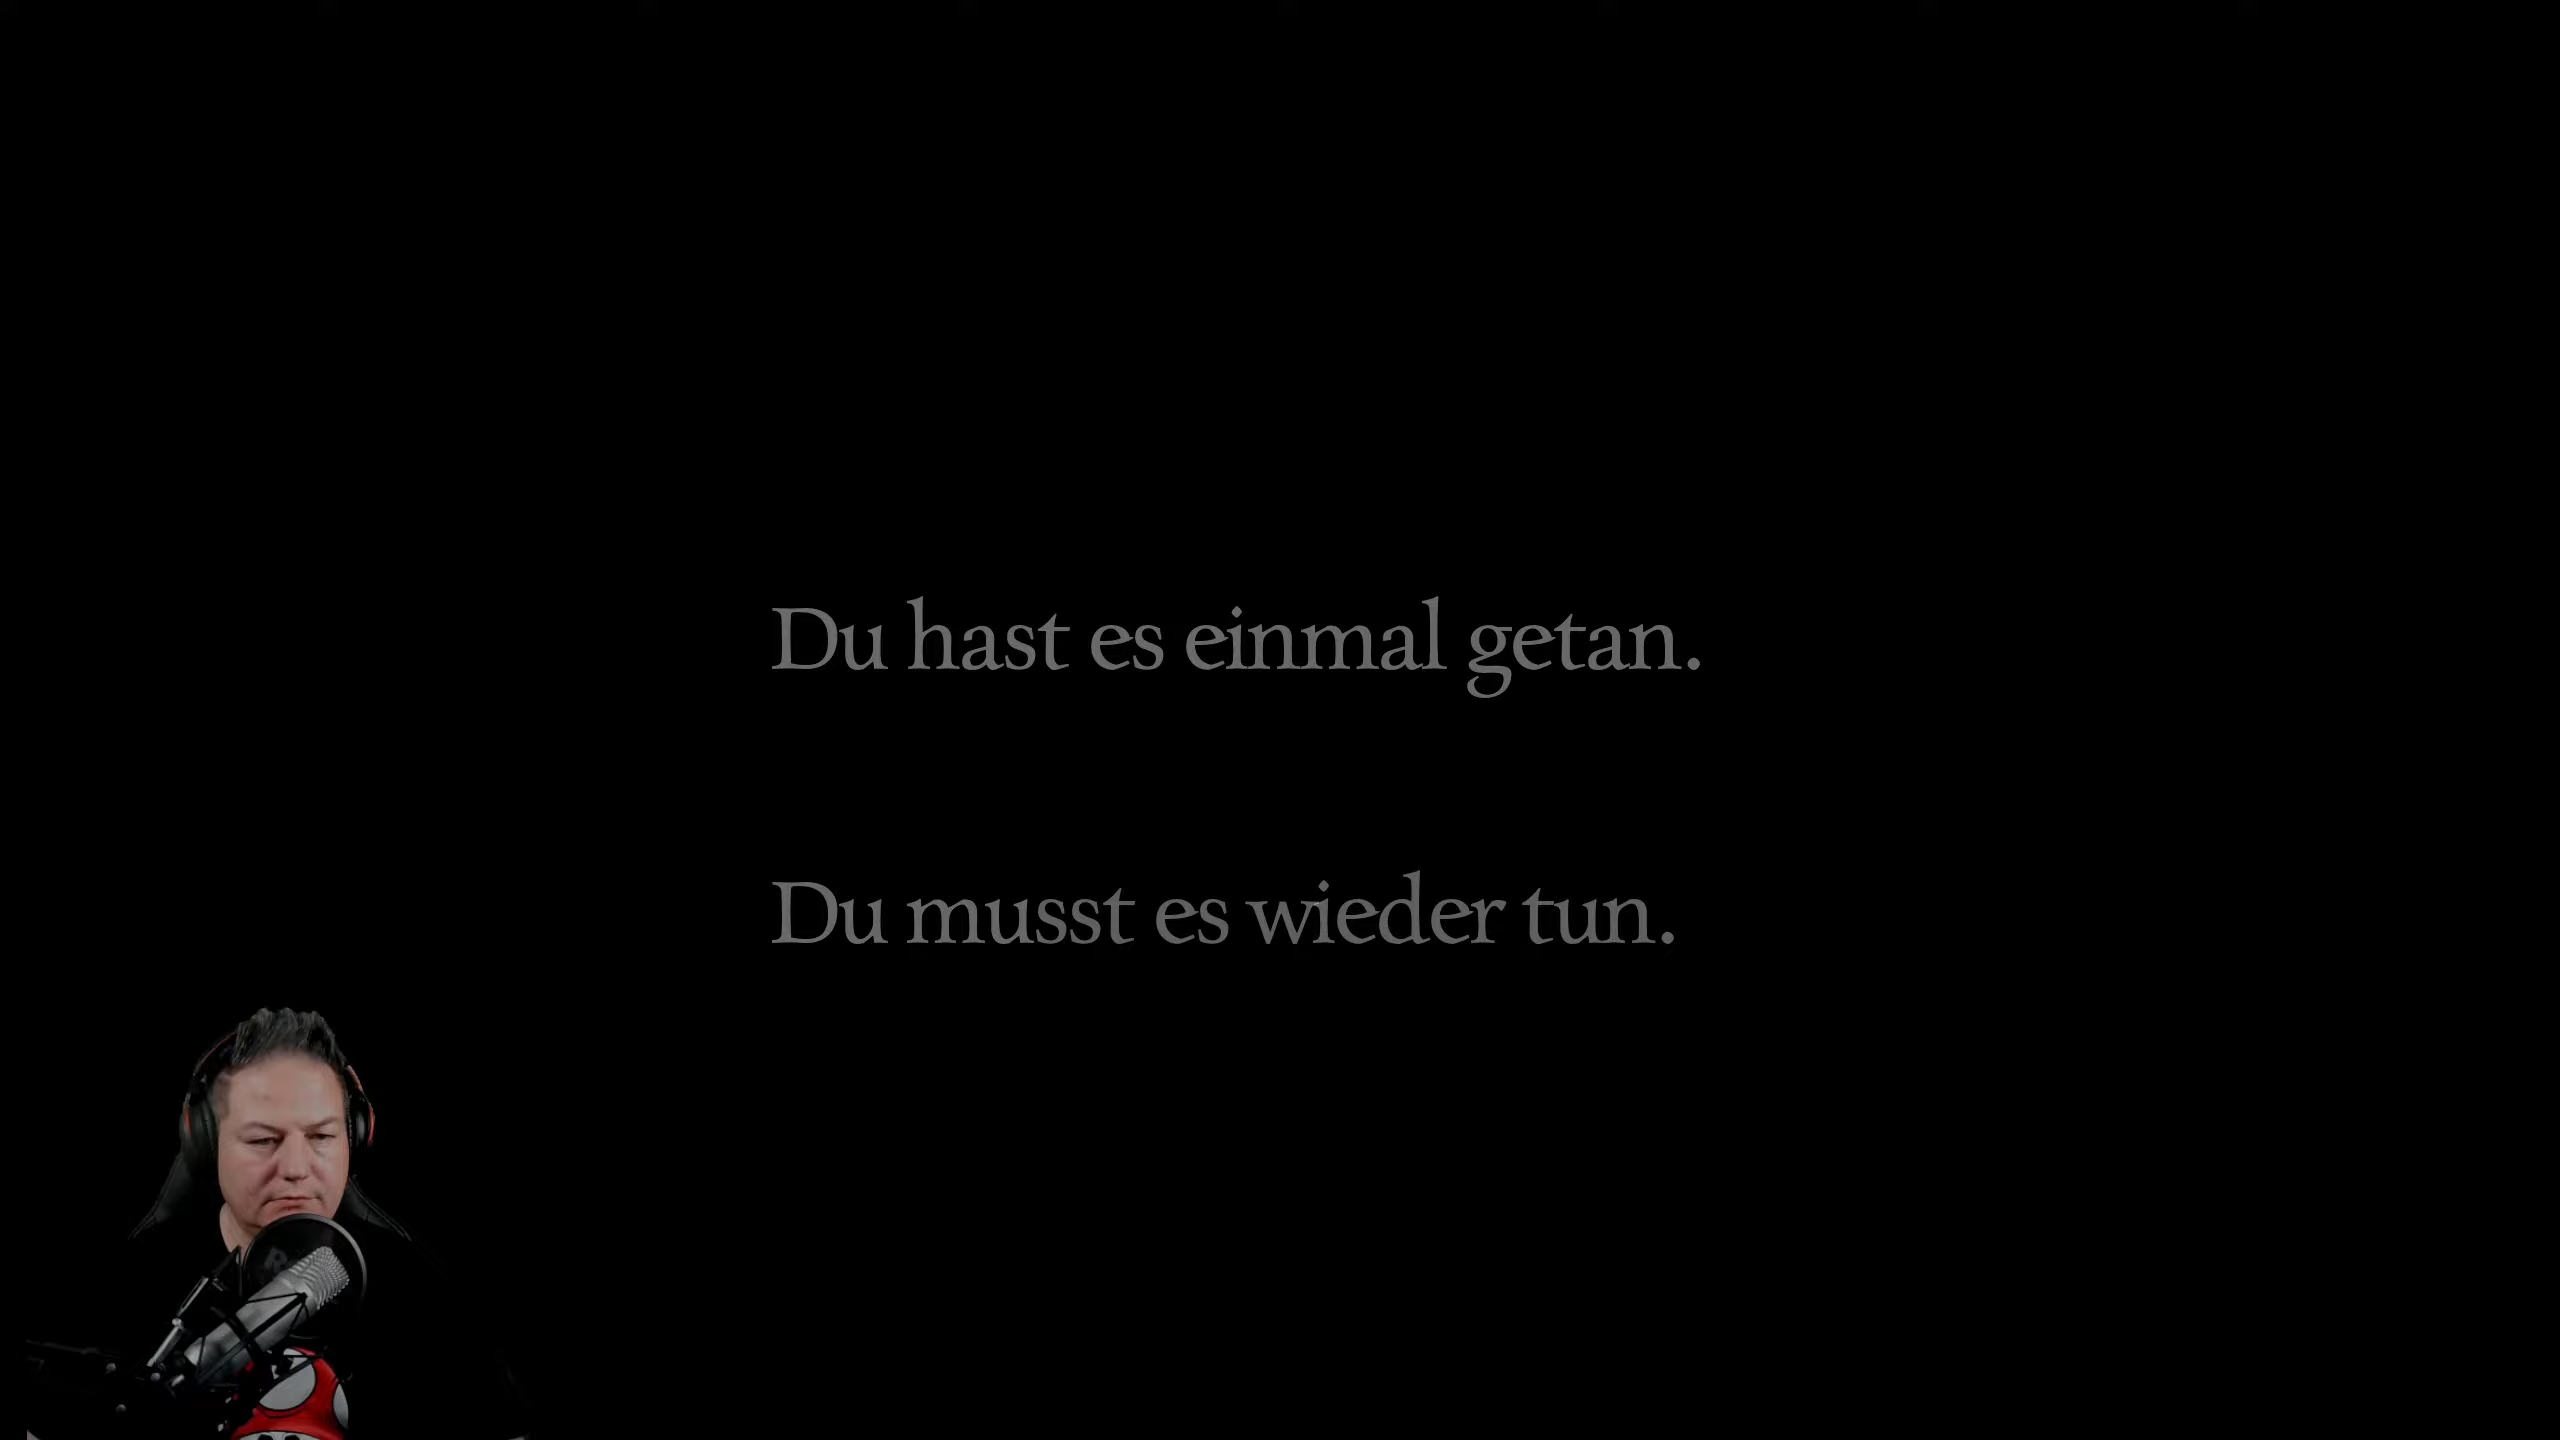 Du hast es einmal getan.
Du musst es wieder tun.